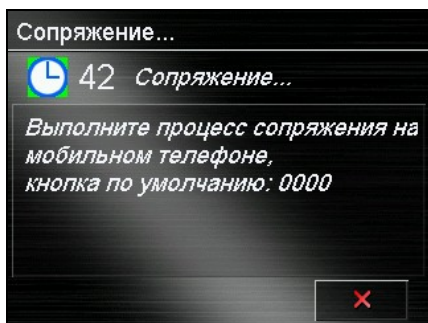 Сопряжение...
42 Сопряжение...
Выполните процесс сопряжения на
мобильном телефоне,
кнопка по умолчанию: 0000